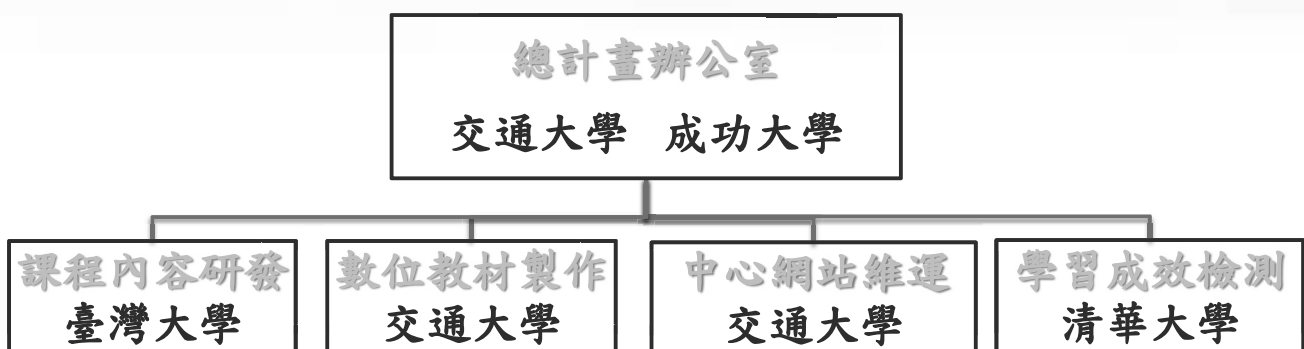 總計畫辦公室
交通大學 成功大學
課程內容研發
臺灣大學
數位教材製作
交通大學
中心網站維運
交通大學
學習成效檢測
清華大學